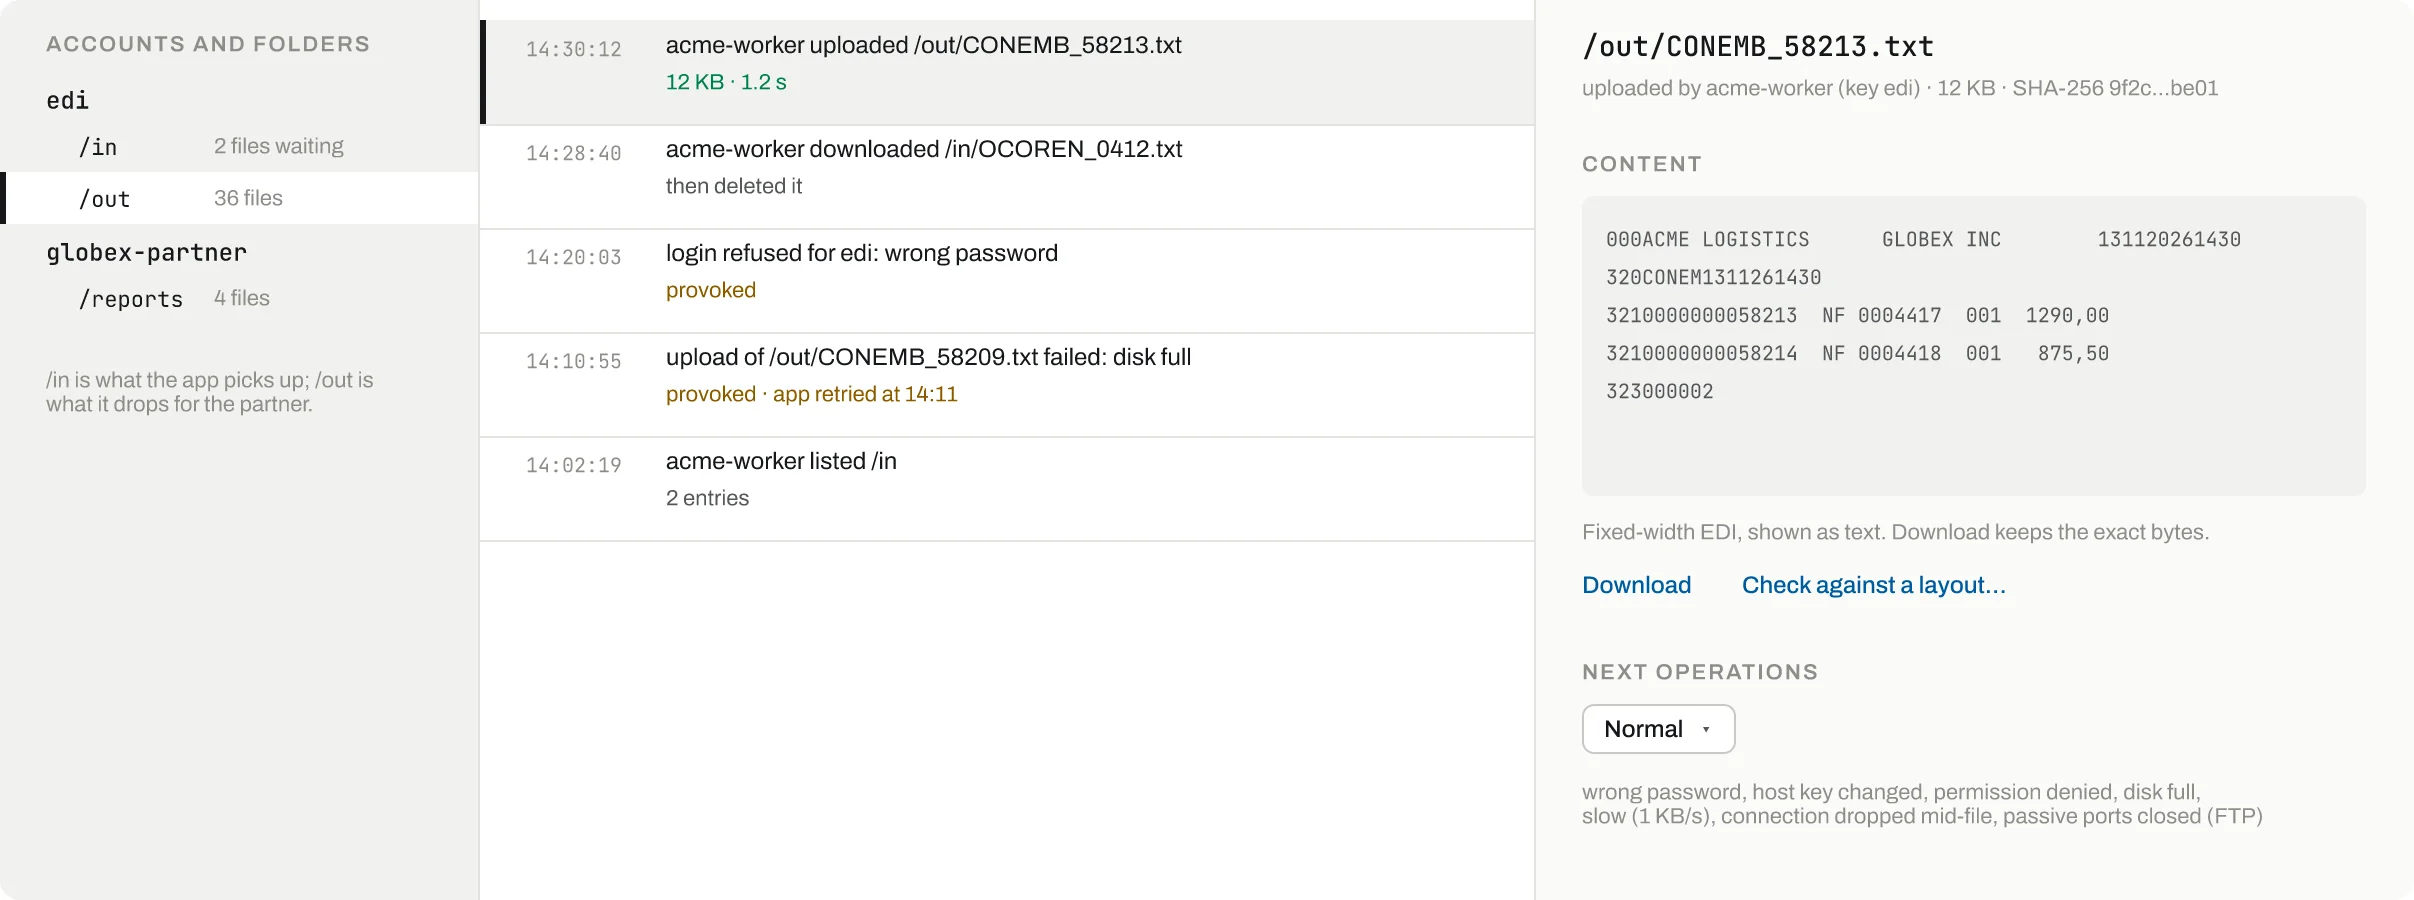 ACCOUNTS AND FOLDERS
edi
/in 2 files waiting
/out 36 files
globex-partner
/reports 4 files
/in is what the app picks up; /out is
what it drops for the partner.
14:30:12 acme-worker uploaded /out/CONEMB_58213.txt
12 KB · 1.2 s
14:28:40 acme-worker downloaded /in/OCOREN_0412.txt
then deleted it
14:20:03 login refused for edi: wrong password
provoked
14:10:55 upload of /out/CONEMB_58209.txt failed: disk full
provoked · app retried at 14:11
14:02:19 acme-worker listed /in
2 entries
/out/CONEMB_58213.txt
uploaded by acme-worker (key edi) · 12 KB · SHA-256 9f2c…be01
CONTENT
000ACME LOGISTICS      GLOBEX INC        131120261430
320CONEM1311261430
3210000000058213  NF 0004417  001  1290,00
3210000000058214  NF 0004418  001   875,50
323000002
Fixed-width EDI, shown as text. Download keeps the exact bytes.
Download Check against a layout…
NEXT OPERATIONS
Normal
wrong password, host key changed, permission denied, disk full,
slow (1 KB/s), connection dropped mid-file, passive ports closed (FTP)